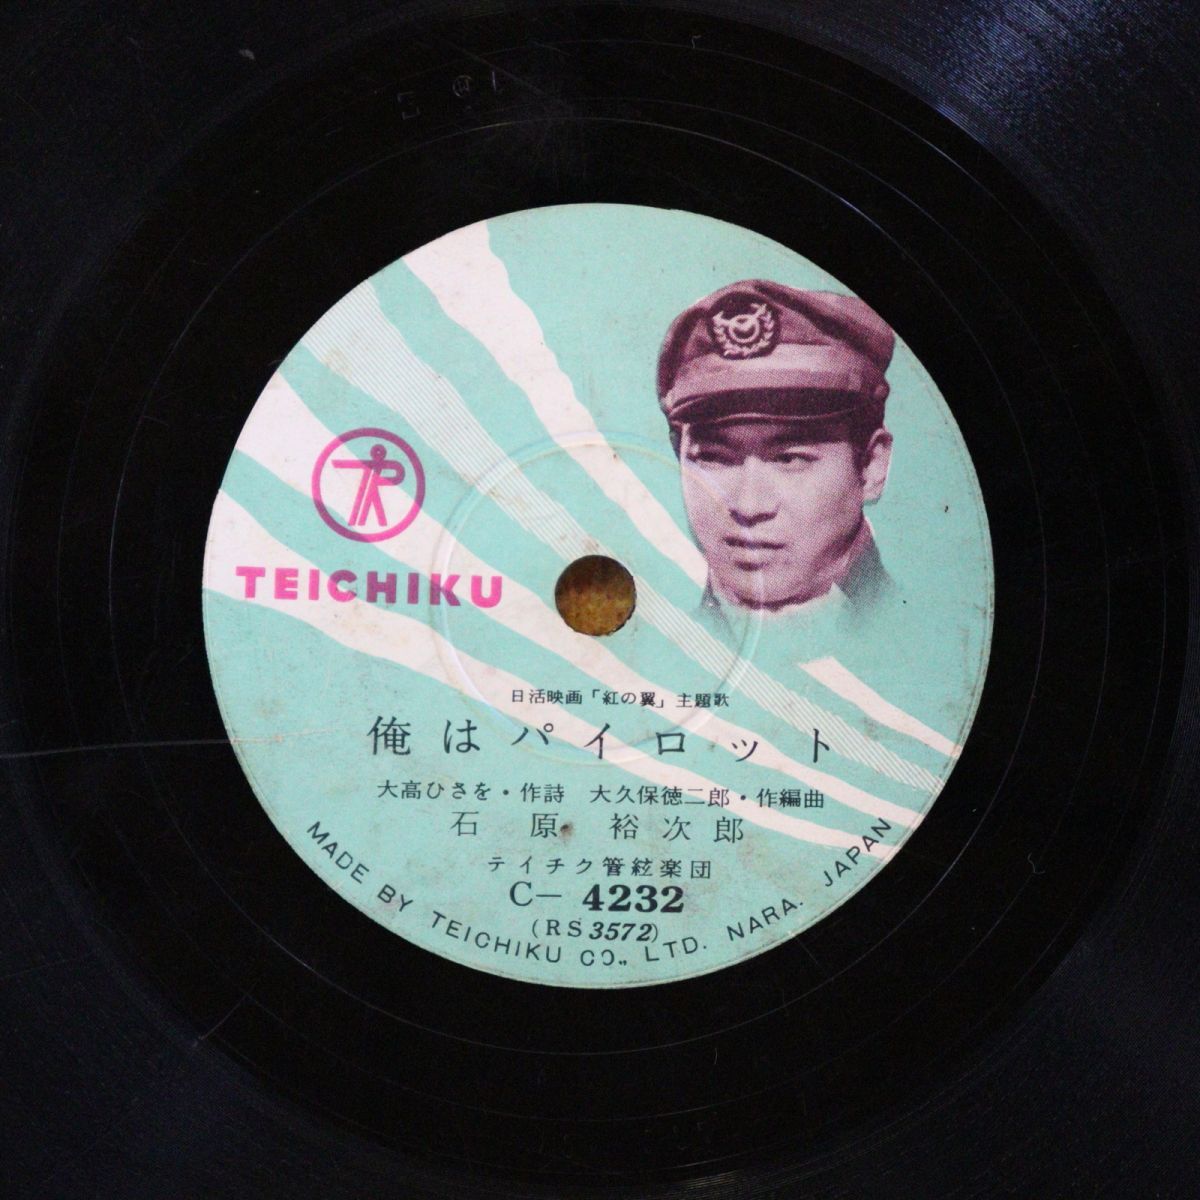 TEICHIKU
日活映画「紅の翼」主題歌
俺はパイロット
大高ひさを・作詩 大久保徳二郎・作編曲
石原裕次郎
テイチク管絃楽団
C- 4232
(RS 3572)
MADE BY TEICHIKU CO., LTD. NARA. JAPAN